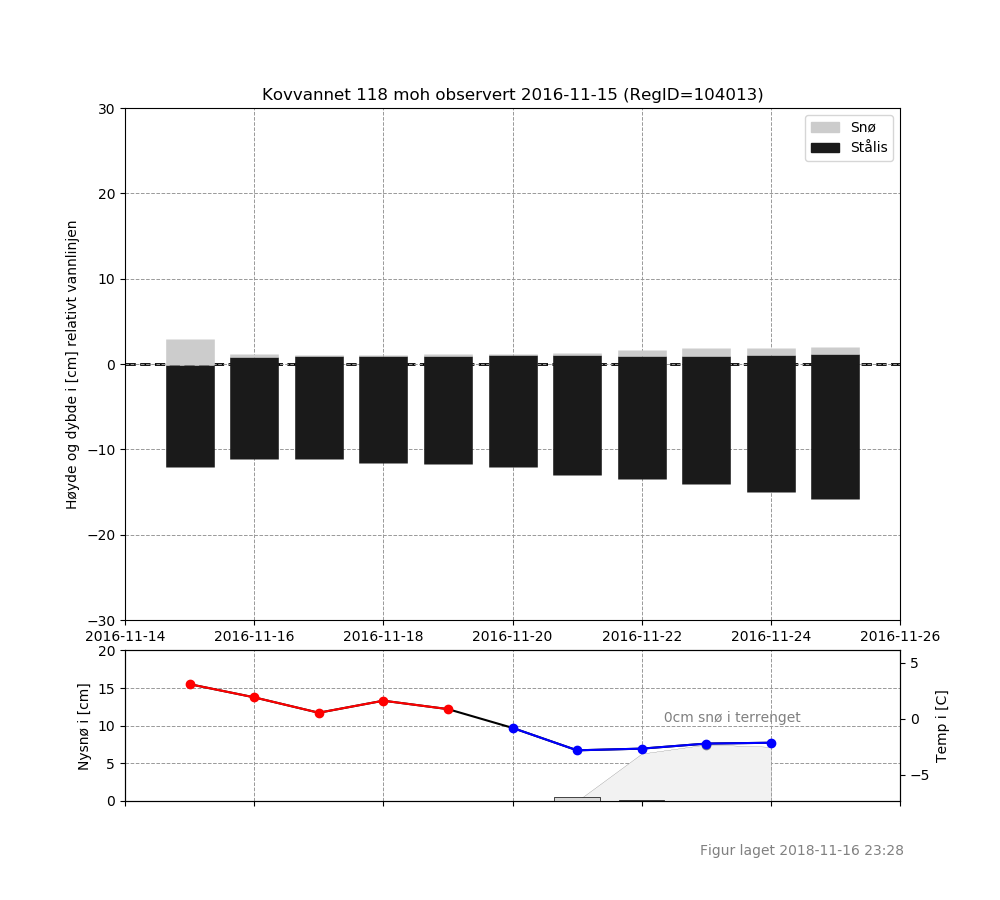 Kovvannet 118 moh observert 2016-11-15 (RegID=104013)
Snø
Stålis
Høyde og dybde i [cm] relativt vannlinjen
30
20
10
0
−10
−20
−30
2016-11-14 2016-11-16 2016-11-18 2016-11-20 2016-11-22 2016-11-24 2016-11-26
Nysnø i [cm]
20
15
10
5
0
0cm snø i terrenget
5
0
−5
Temp i [C]
Figur laget 2018-11-16 23:28